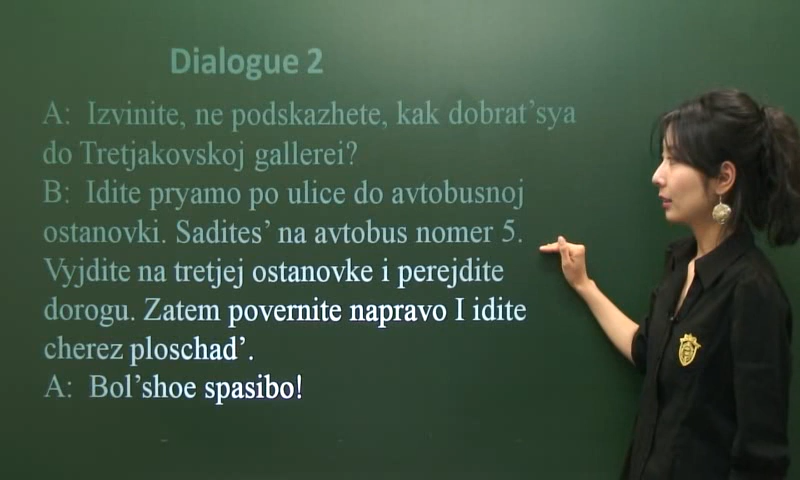 Dialogue 2
A: Izvinite, ne podskazhete, kak dobrat'sya
do Tretjakovskoj gallerei?
B: Idite pryamo po ulice do avtobusnoj
ostanovki. Sadites' na avtobus nomer 5.
Vyjdite na tretjej ostanovke i perejdite
dorogu. Zatem povernite napravo I idite
cherez ploschad'.
A: Bol'shoe spasibo!